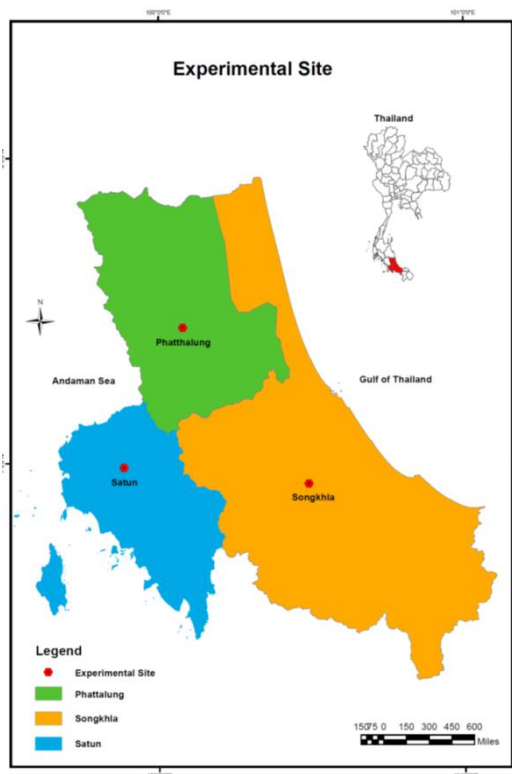 100°0'0"E
101°0'0"E
Experimental Site
Thailand
N
Phatthalung
Andaman Sea
Gulf of Thailand
Satun
Songkhla
Legend
Experimental Site
Phattalung
Songkhla
Satun
150 75 0 150 300 450 600
Miles